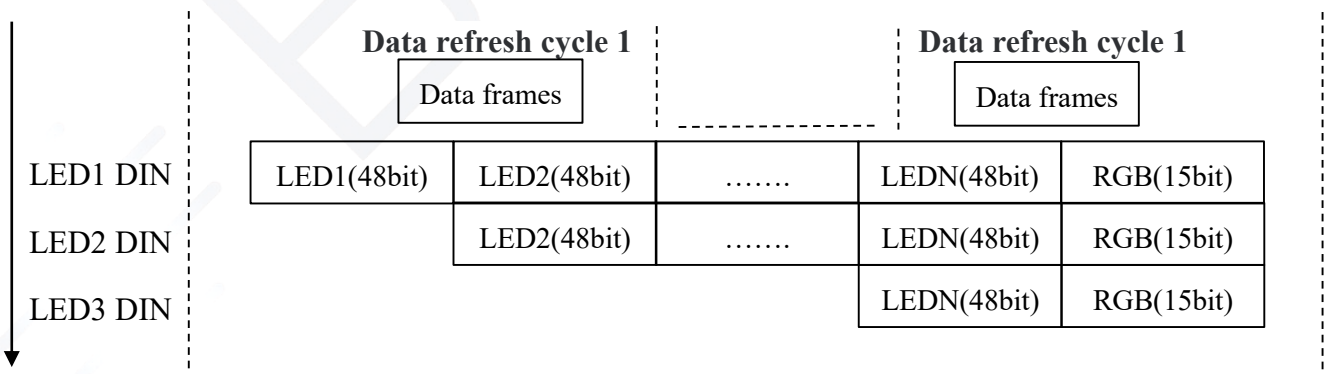 Data refresh cycle 1 Data refresh cycle 1
Data frames Data frames
LED1 DIN LED1(48bit) LED2(48bit) ……. LEDN(48bit) RGB(15bit)
LED2 DIN LED2(48bit) ……. LEDN(48bit) RGB(15bit)
LED3 DIN LEDN(48bit) RGB(15bit)